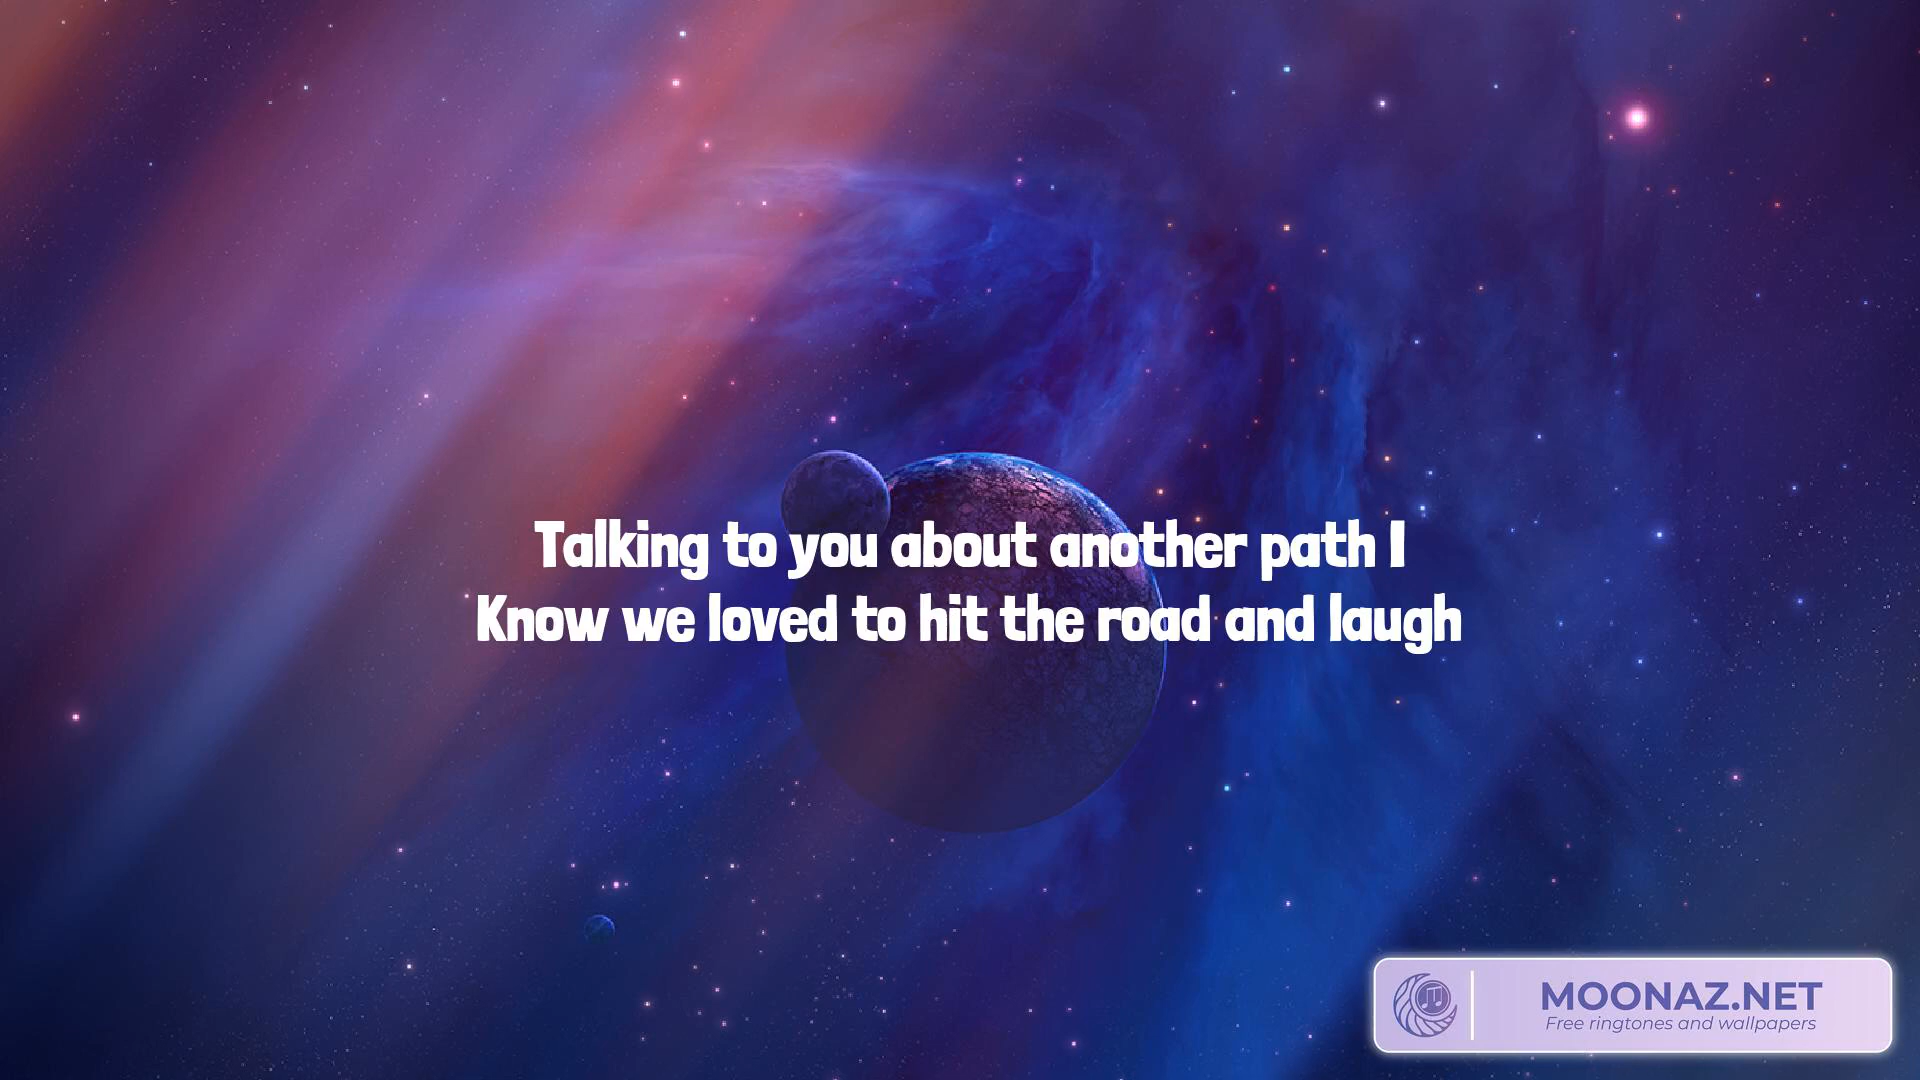 Talking to you about another path I
Know we loved to hit the road and laugh
MOONAZ.NET
Free ringtones and wallpapers